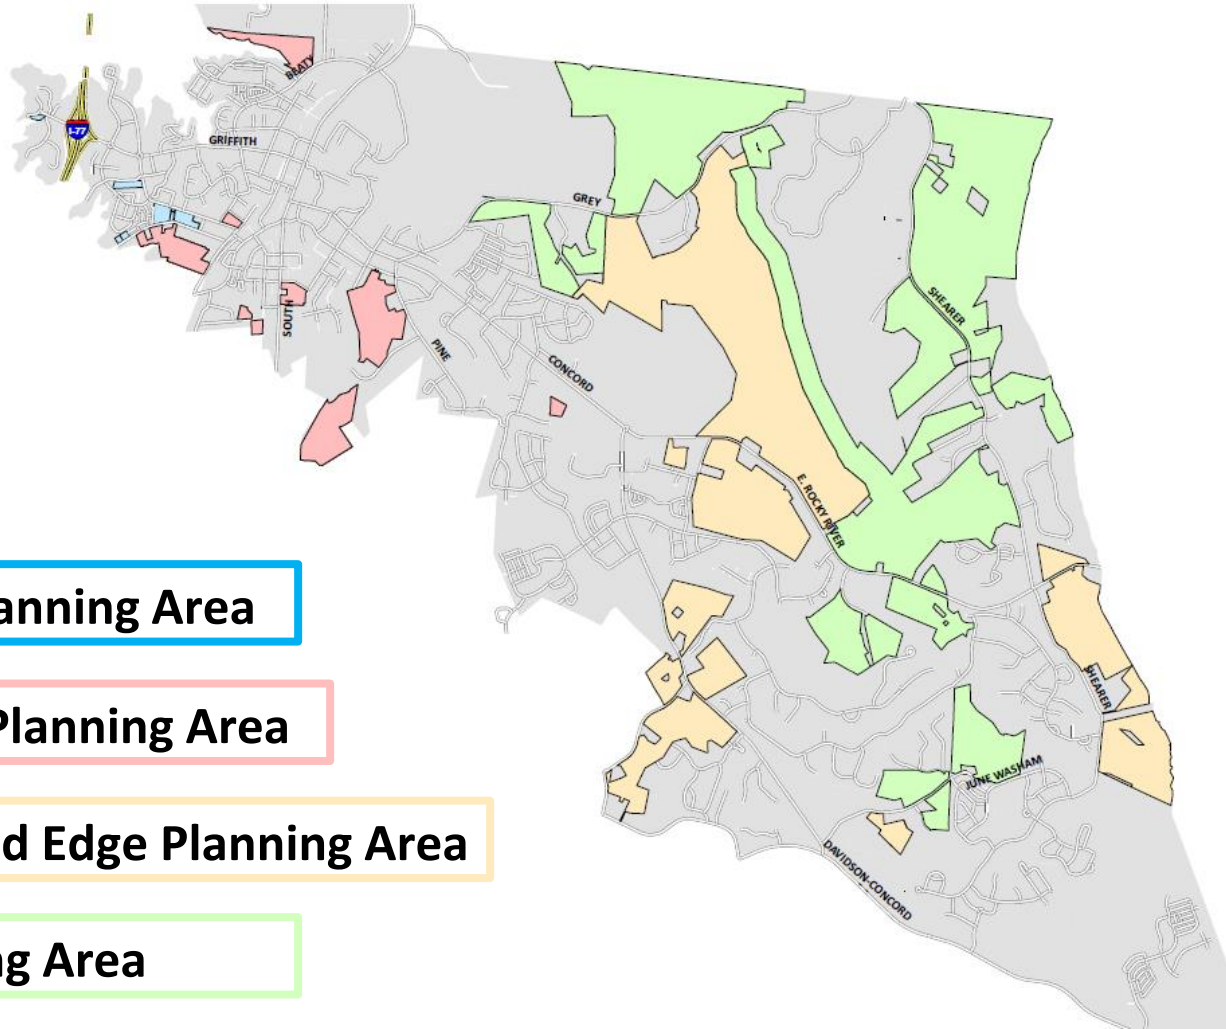 BEATY
I-77
GRIFFITH
GREY
SHEARER
SOUTH
PINE
CONCORD
E. ROCKY RIVER
anning Area
SHEARER
Planning Area
JUNE WASHAM
d Edge Planning Area
DAVIDSON-CONCORD
g Area